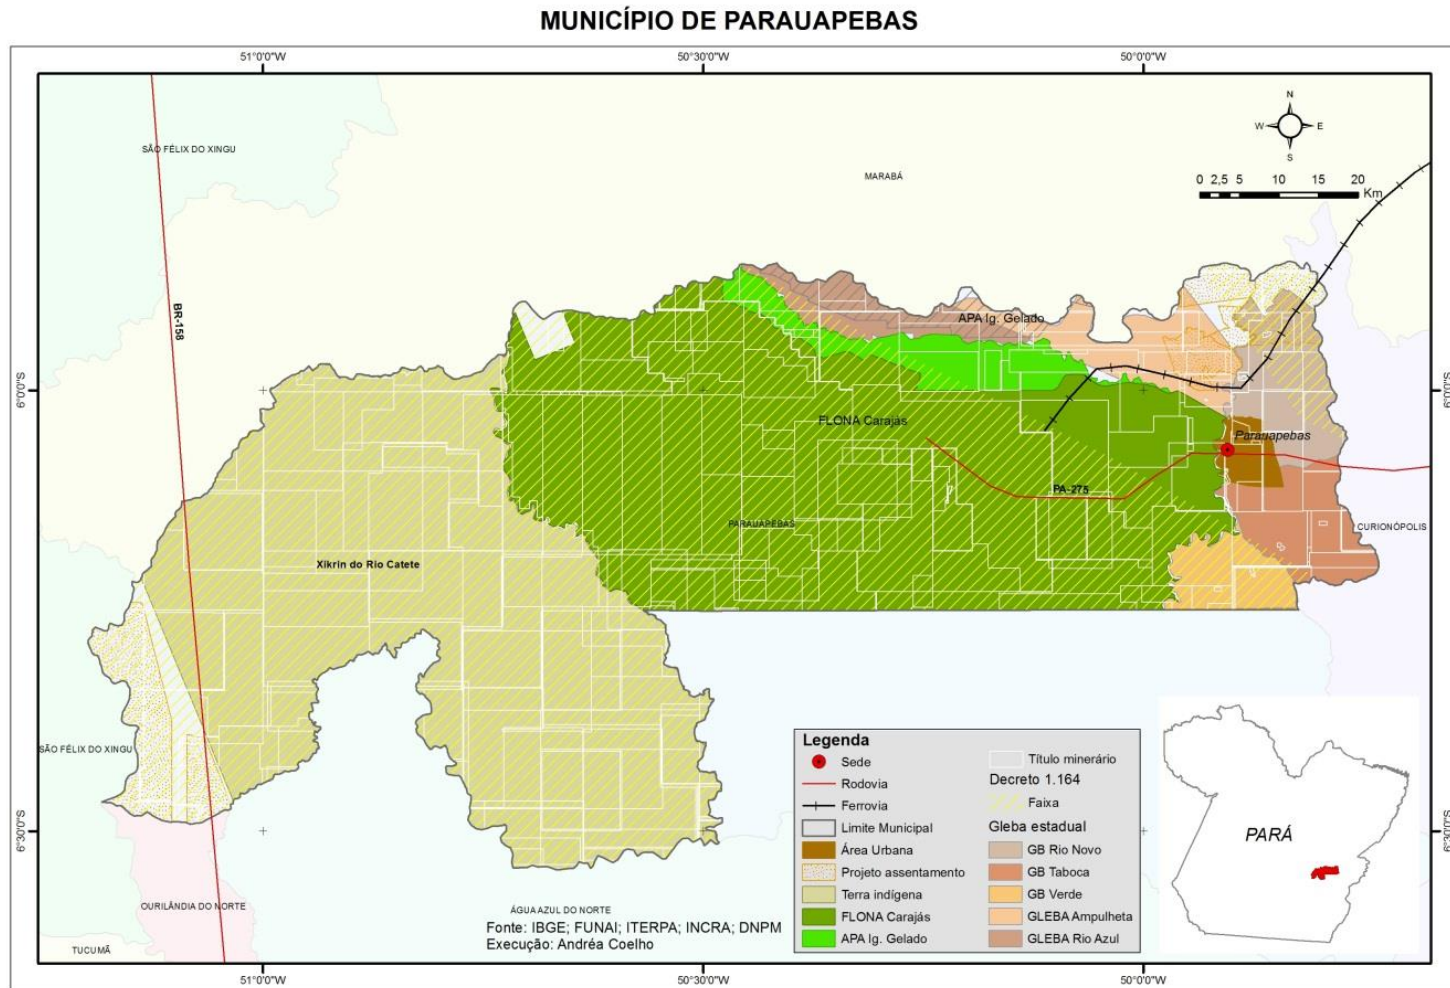 MUNICÍPIO DE PARAUAPEBAS
51°0'0"W
50°30'0"W
50°0'0"W
SÃO FÉLIX DO XINGU
MARABÁ
N
W
E
S
0 2,5 5 10 15 20
Km
BR-158
APA Ig. Gelado
6°0'0"S
6°0'0"S
FLONA Carajás
Parauapebas
PA-275
PARAUAPEBAS
CURIONÓPOLIS
Xikrin do Rio Catete
SÃO FÉLIX DO XINGU
Legenda
Sede
Rodovia
Ferrovia
Limite Municipal
Área Urbana
Projeto assentamento
Terra indígena
FLONA Carajás
APA Ig. Gelado
Título minerário
Decreto 1.164
Faixa
Gleba estadual
GB Rio Novo
GB Taboca
GB Verde
GLEBA Ampulheta
GLEBA Rio Azul
PARÁ
6°30'0"S
6°30'0"S
OURILÂNDIA DO NORTE
ÁGUA AZUL DO NORTE
TUCUMÃ
Fonte: IBGE; FUNAI; ITERPA; INCRA; DNPM
Execução: Andréa Coelho
51°0'0"W
50°30'0"W
50°0'0"W